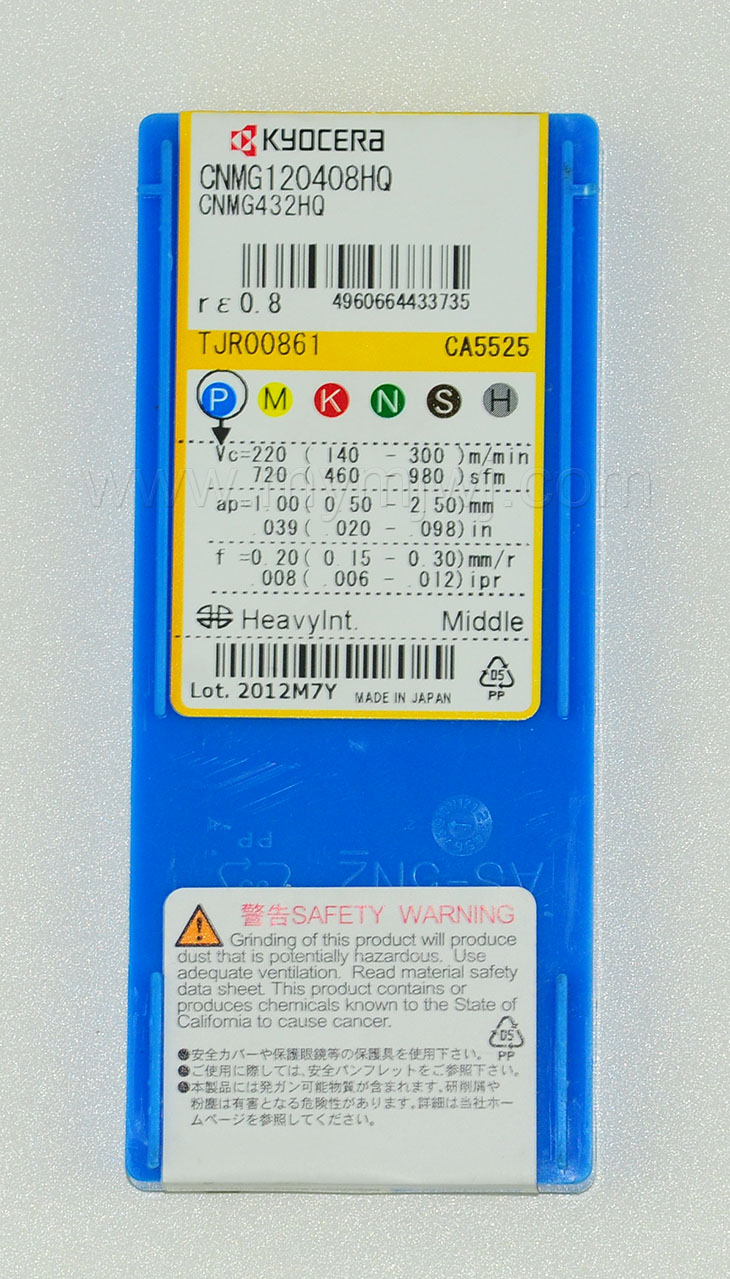 KYOCERA
CNMG120408HQ
CNMG432HQ
rε0.8 4960664433735
TJR00861 CA5525
P M K N S H
Vc=220 ( 140 - 300 )m/min
720 ( 460 980 )sfm
ap=1.00( 0.50 - 2.50)mm
.039( .020 - .098)in
f =0.20( 0.15 - 0.30)mm/r
.008( .006 - .012)ipr
HeavyInt. Middle
Lot. 2012M7Y MADE IN JAPAN
05
PP
PP
警告SAFETY WARNING
Grinding of this product will produce
dust that is potentially hazardous. Use
adequate ventilation. Read material safety
data sheet. This product contains or
produces chemicals known to the State of
California to cause cancer.
05
PP
●安全カバーや保護眼鏡等の保護具を使用下さい。
●ご使用に際しては、安全パンフレットをご参照下さい。
●本製品には発ガン可能物質が含まれます。研削屑や
粉塵は有害となる危険性があります。詳細は当社ホー
ムページを参照してください。